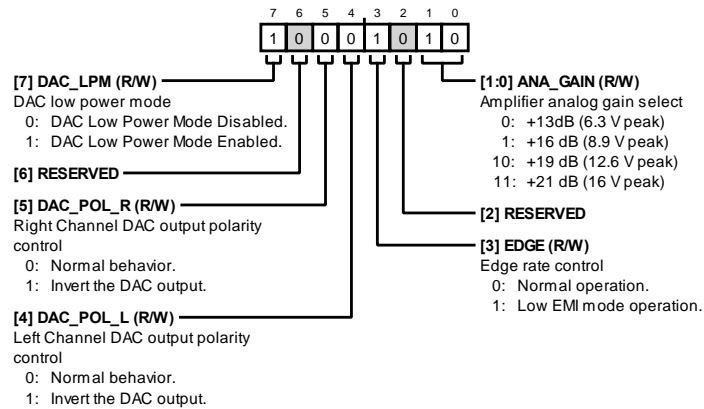 7 6 5 4 3 2 1 0
1 0 0 0 1 0 1 0
[7] DAC_LPM (R/W)
DAC low power mode
0: DAC Low Power Mode Disabled.
1: DAC Low Power Mode Enabled.
[6] RESERVED
[5] DAC_POL_R (R/W)
Right Channel DAC output polarity
control
0: Normal behavior.
1: Invert the DAC output.
[4] DAC_POL_L (R/W)
Left Channel DAC output polarity
control
0: Normal behavior.
1: Invert the DAC output.
[1:0] ANA_GAIN (R/W)
Amplifier analog gain select
0: +13dB (6.3 V peak)
1: +16 dB (8.9 V peak)
10: +19 dB (12.6 V peak)
11: +21 dB (16 V peak)
[2] RESERVED
[3] EDGE (R/W)
Edge rate control
0: Normal operation.
1: Low EMI mode operation.